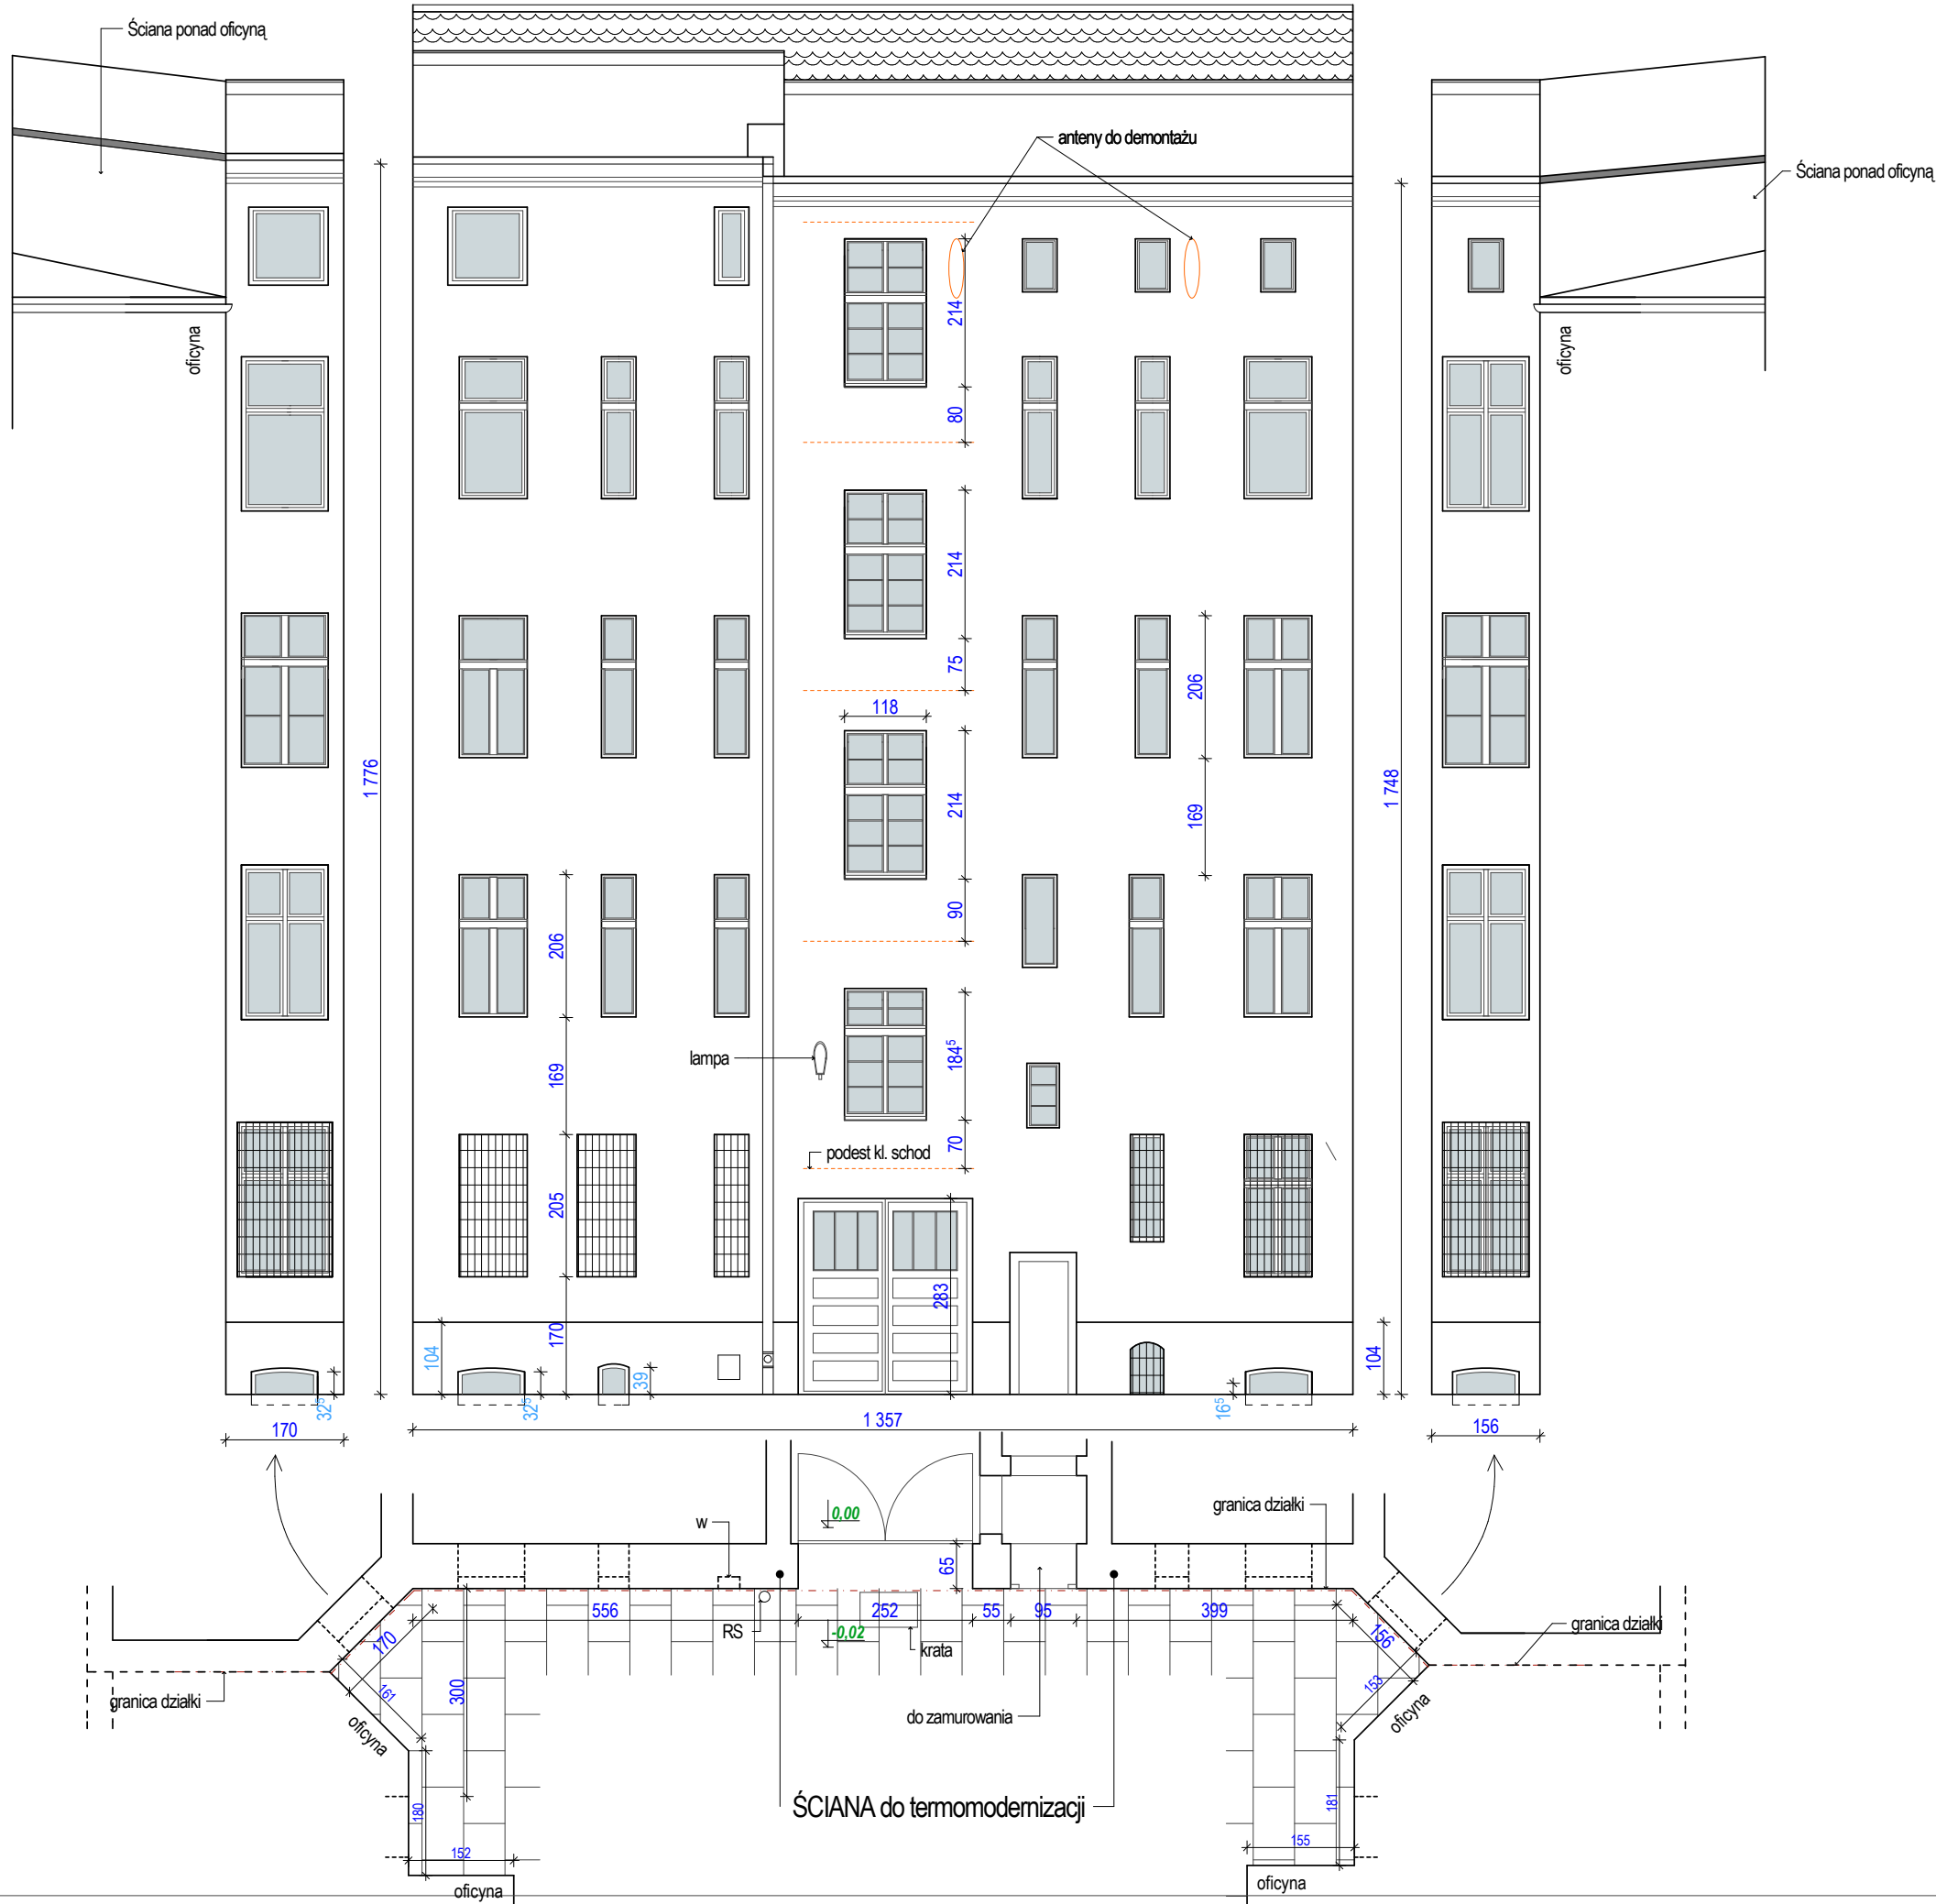 Ściana ponad oficyną
anteny do demontażu
Ściana ponad oficyną
oficyna
oficyna
214
80
214
75
118
206
214
169
1 776
1 748
90
206
184⁵
lampa
169
70
podest kl. schod
205
283
170
104
104
39
32⁵
32⁵
16⁵
170
1 357
156
0,00
granica działki
w
65
556
252
55
95
399
RS
-0,02
krata
granica działki
170
156
161
153
300
granica działki
do zamurowania
oficyna
oficyna
ŚCIANA do termomodernizacji
180
181
152
155
oficyna
oficyna